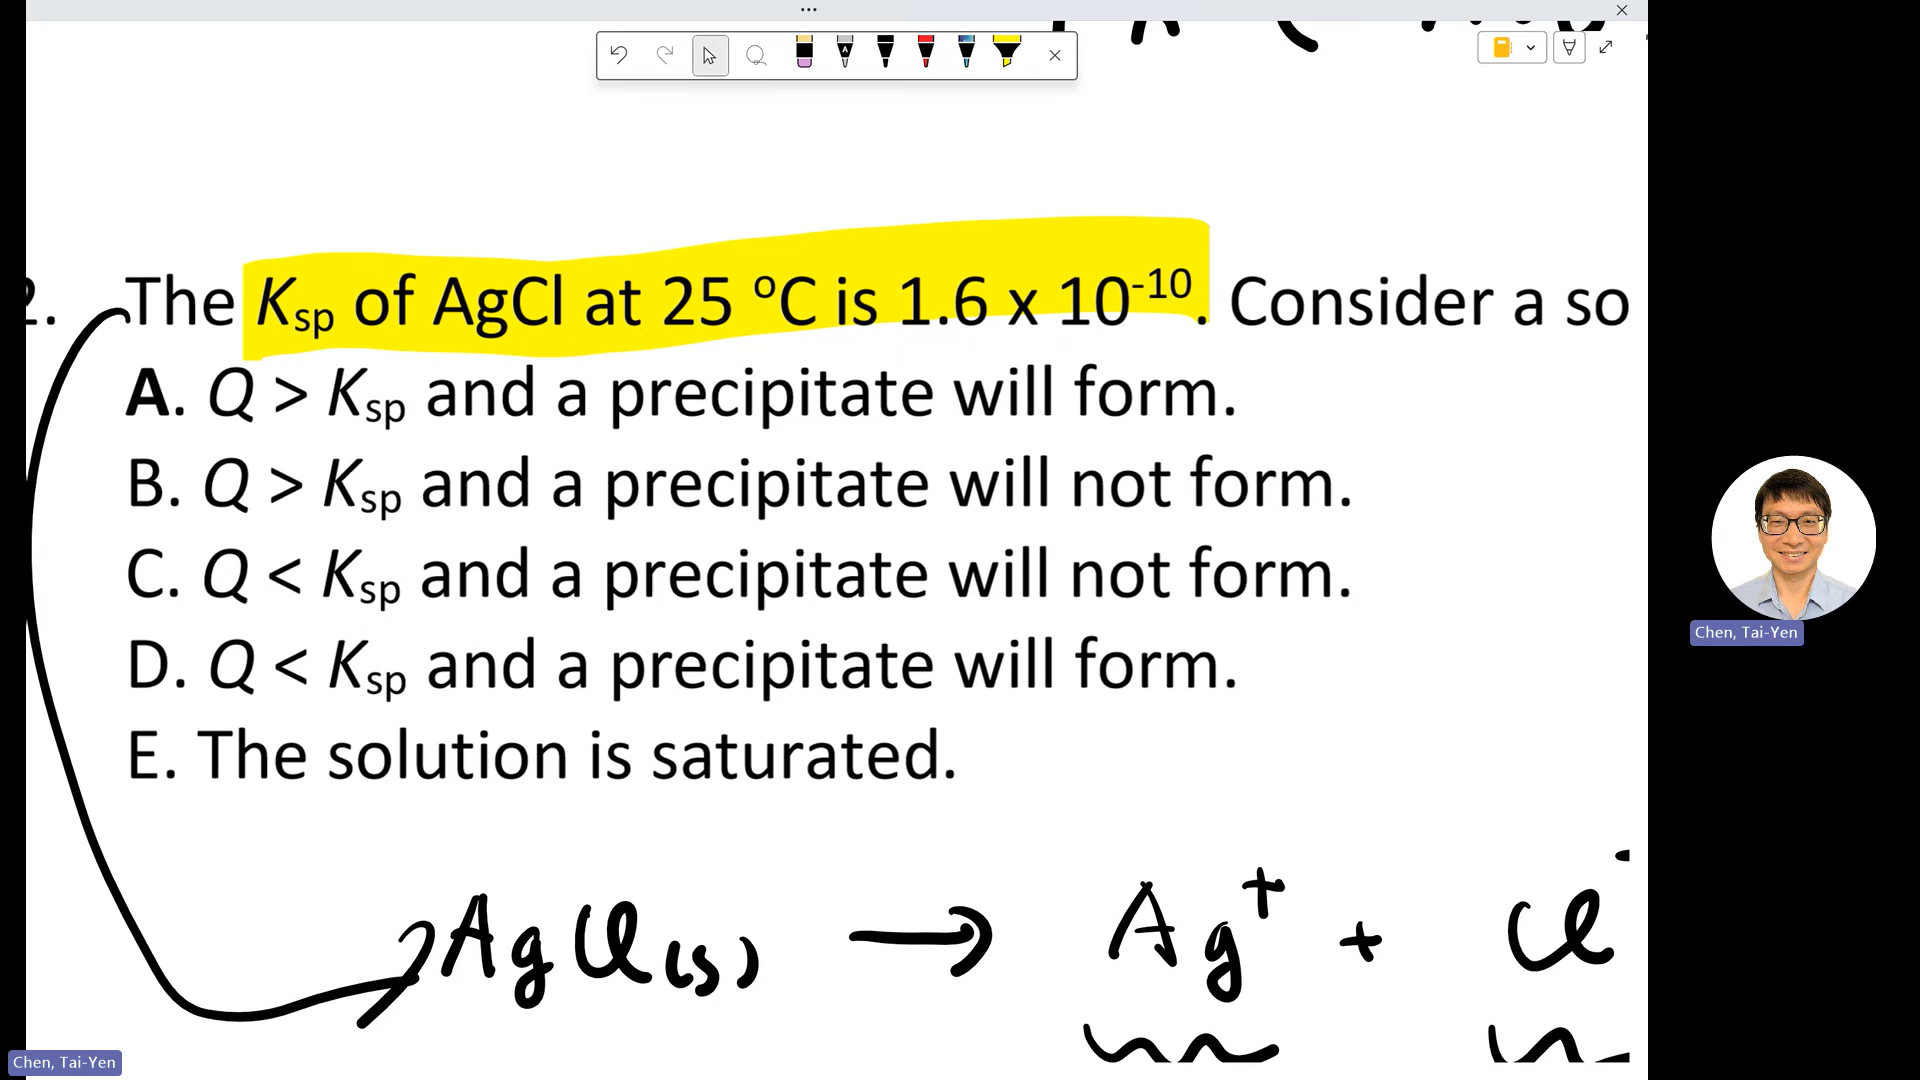 2. The Ksp of AgCl at 25 °C is 1.6 x 10⁻¹⁰. Consider a so
A. Q > Ksp and a precipitate will form.
B. Q > Ksp and a precipitate will not form.
C. Q < Ksp and a precipitate will not form.
D. Q < Ksp and a precipitate will form.
E. The solution is saturated.
AgCl(s) → Ag⁺ + Cl⁻
Chen, Tai-Yen
Chen, Tai-Yen